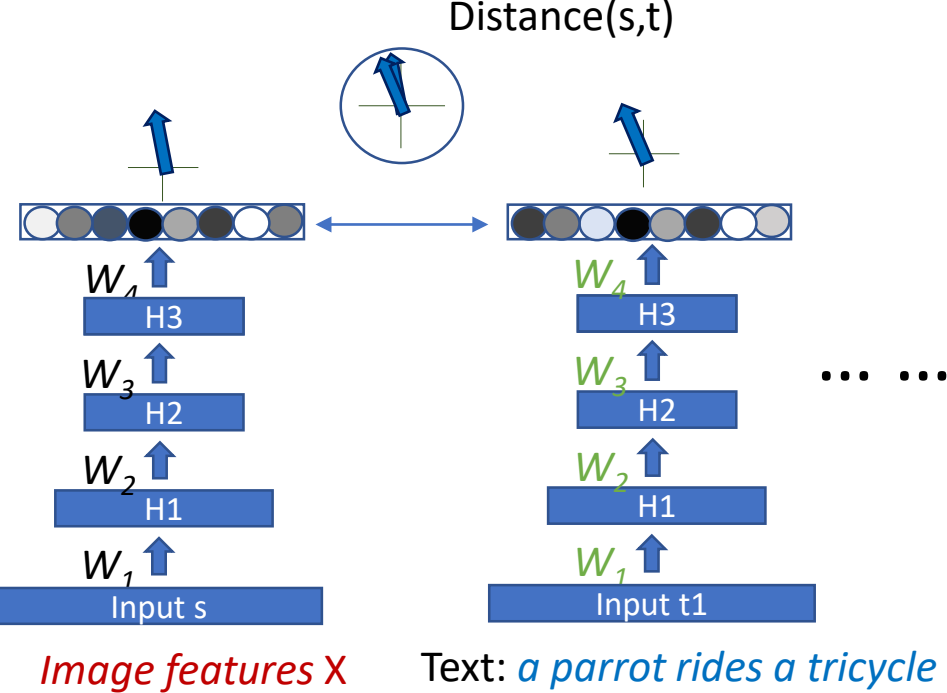 Distance(s,t)
W4
H3
W3
H2
W2
H1
W1
Input s
Image features X
W4
H3
W3
H2
W2
H1
W1
Input t1
Text: a parrot rides a tricycle
... ...